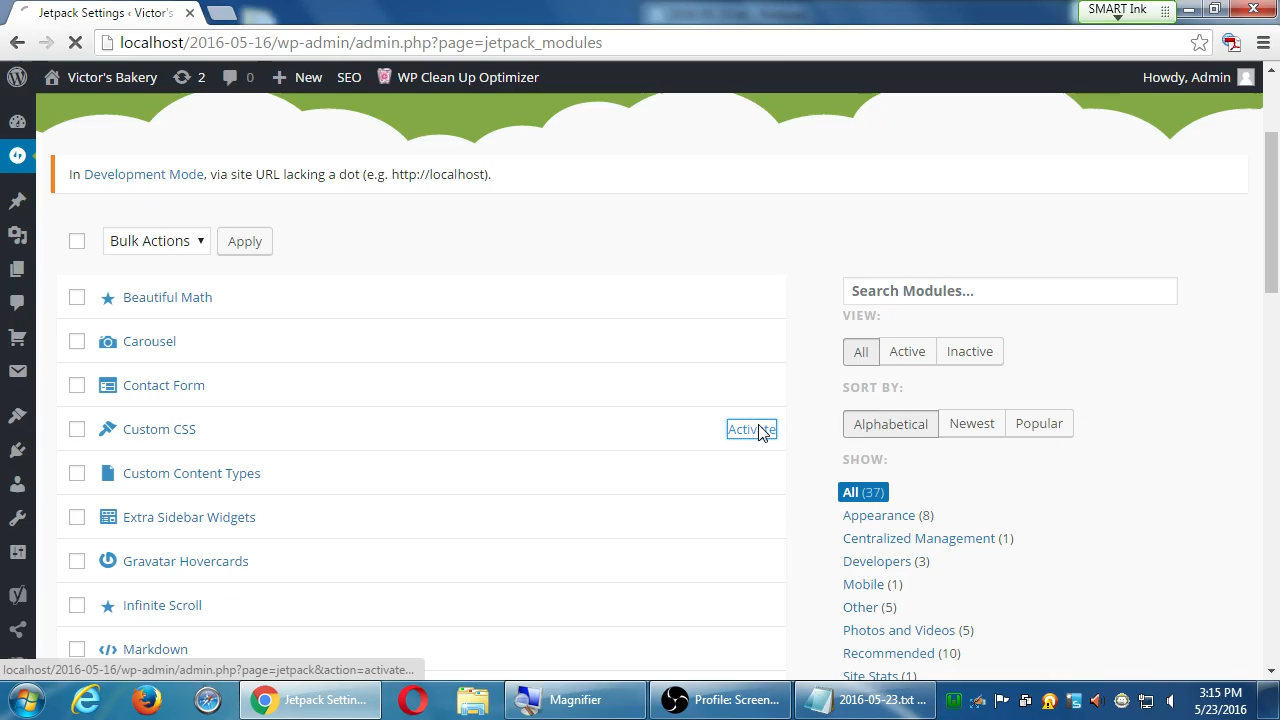 SMART Ink
Jetpack Settings ‹ Victor's
localhost/2016-05-16/wp-admin/admin.php?page=jetpack_modules
Victor's Bakery 2 0 New SEO WP Clean Up Optimizer Howdy, Admin
In Development Mode, via site URL lacking a dot (e.g. http://localhost).
Bulk Actions Apply
Beautiful Math
Carousel
Contact Form
Custom CSS Activate
Custom Content Types
Extra Sidebar Widgets
Gravatar Hovercards
Infinite Scroll
Markdown
Search Modules...
VIEW:
All Active Inactive
SORT BY:
Alphabetical Newest Popular
SHOW:
All (37)
Appearance (8)
Centralized Management (1)
Developers (3)
Mobile (1)
Other (5)
Photos and Videos (5)
Recommended (10)
Site Stats (1)
localhost/2016-05-16/wp-admin/admin.php?page=jetpack&action=activate...
Jetpack Settin... Magnifier Profile: Screen... 2016-05-23.txt ... 3:15 PM
5/23/2016